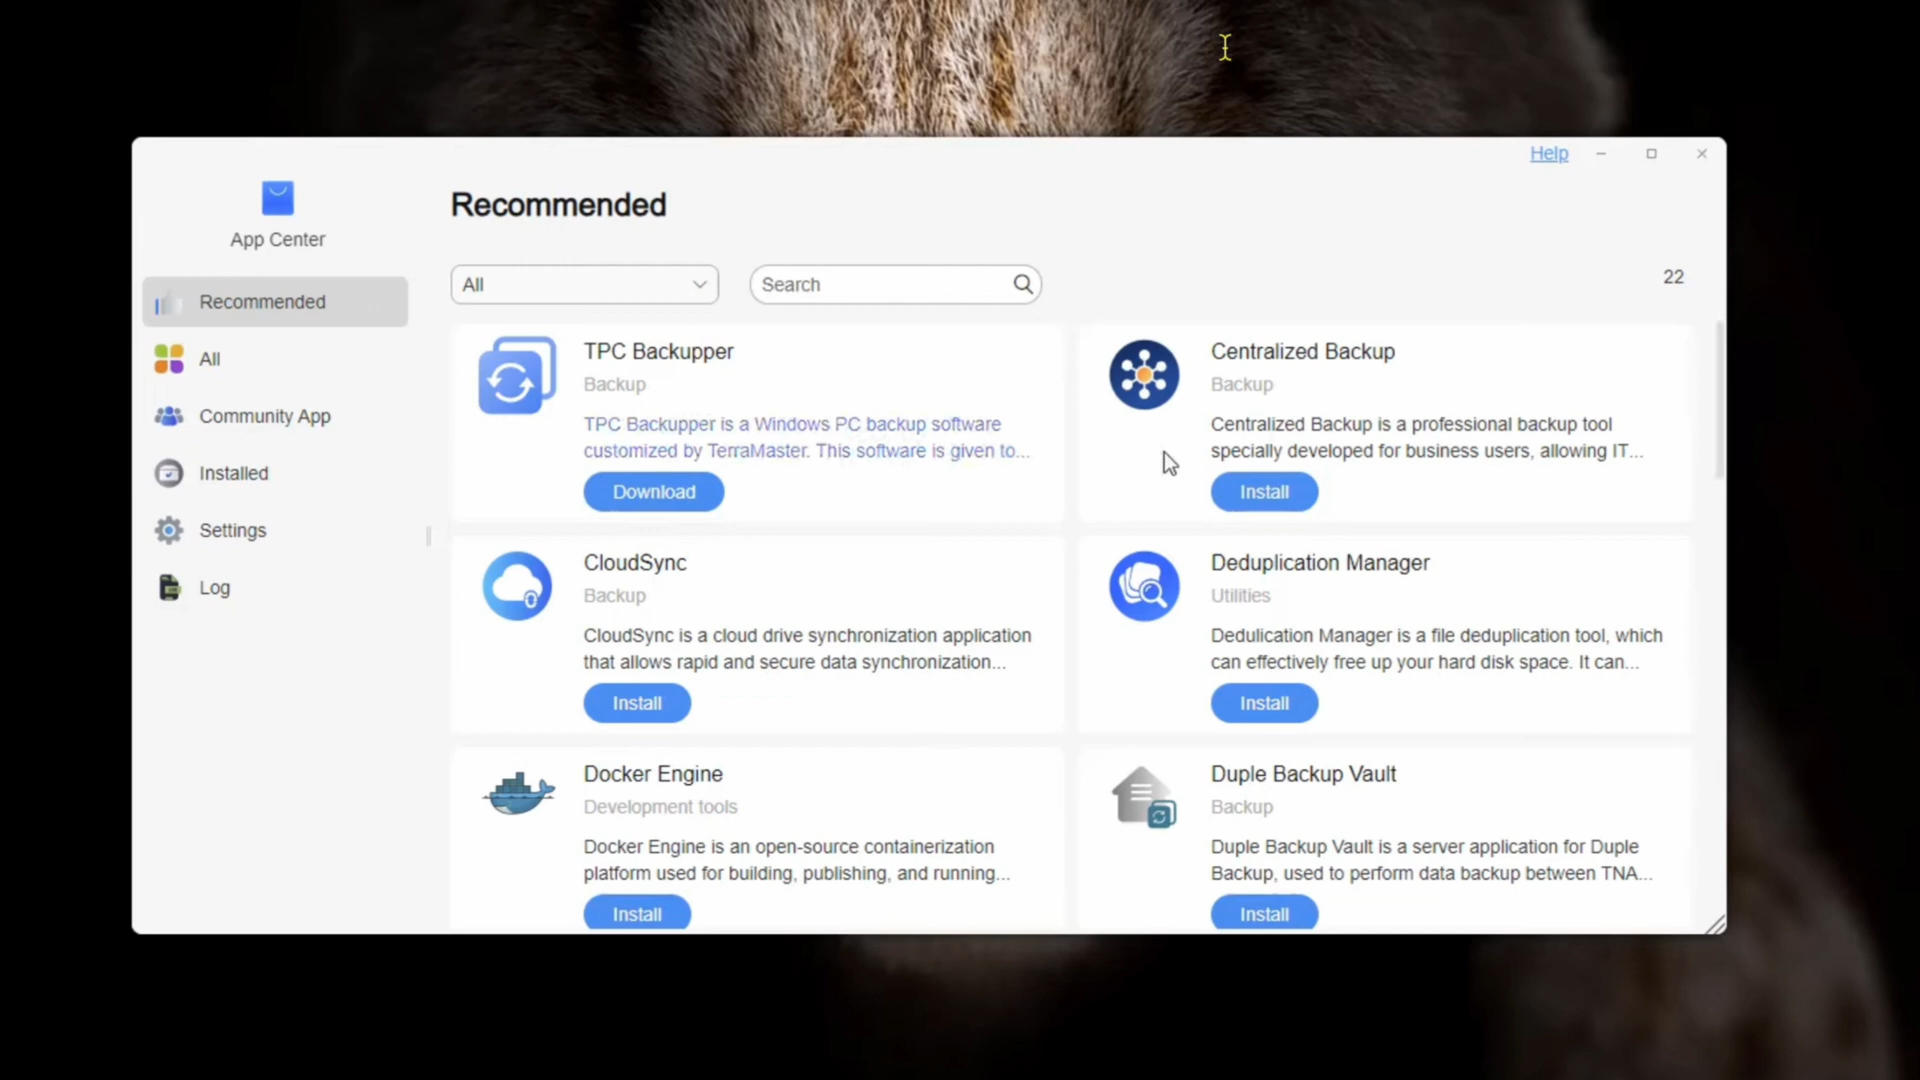 Help
App Center
Recommended
All
Community App
Installed
Settings
Log
Recommended
All
Search
22
TPC Backupper
Backup
TPC Backupper is a Windows PC backup software
customized by TerraMaster. This software is given to...
Download
Centralized Backup
Backup
Centralized Backup is a professional backup tool
specially developed for business users, allowing IT...
Install
CloudSync
Backup
CloudSync is a cloud drive synchronization application
that allows rapid and secure data synchronization...
Install
Deduplication Manager
Utilities
Dedulication Manager is a file deduplication tool, which
can effectively free up your hard disk space. It can...
Install
Docker Engine
Development tools
Docker Engine is an open-source containerization
platform used for building, publishing, and running...
Install
Duple Backup Vault
Backup
Duple Backup Vault is a server application for Duple
Backup, used to perform data backup between TNA...
Install